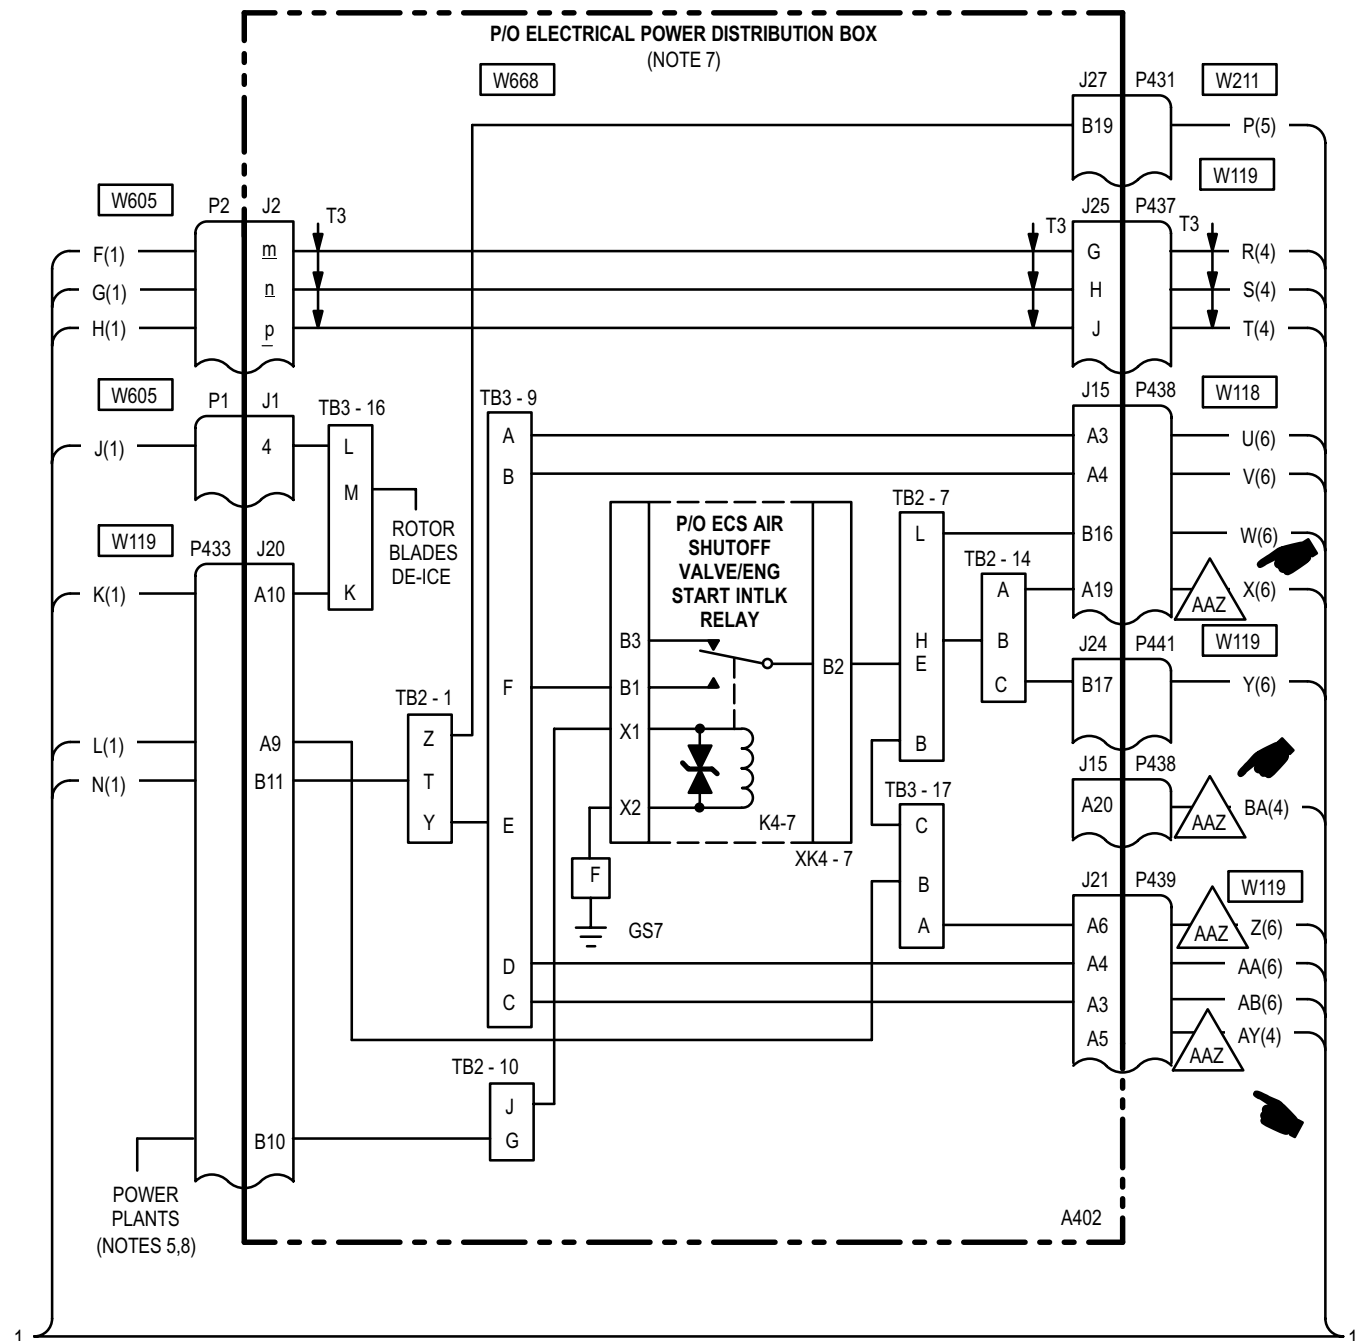 P/O ELECTRICAL POWER DISTRIBUTION BOX
(NOTE 7)
W668
J27 P431 W211
B19 P(5)
W119
W605
P2 J2 T3
J25 P437
T3 T3
F(1) m G R(4)
G(1) n H S(4)
H(1) p J T(4)
W605
P1 J1 TB3 - 16
TB3 - 9
J15 P438 W118
J(1) 4 L
A A3 U(6)
B A4 V(6)
M
ROTOR
BLADES
DE-ICE
K
P/O ECS AIR
SHUTOFF
VALVE/ENG
START INTLK
RELAY
TB2 - 7
L B16 W(6)
TB2 - 14
A A19 AAZ X(6)
W119
P433 J20
K(1) A10
B3
B1
X1
X2
B2
H
E
B
B
C
J24 P441 W119
B17 Y(6)
F
TB2 - 1
Z
T
Y
L(1) A9
N(1) B11
E
K4-7
XK4 - 7
F
GS7
J15 P438
A20 AAZ BA(4)
TB3 - 17
C
B
A
J21 P439 W119
A6 AAZ Z(6)
D A4 AA(6)
C A3 AB(6)
A5 AAZ AY(4)
TB2 - 10
J
G
B10
POWER
PLANTS
(NOTES 5,8)
A402
1 1